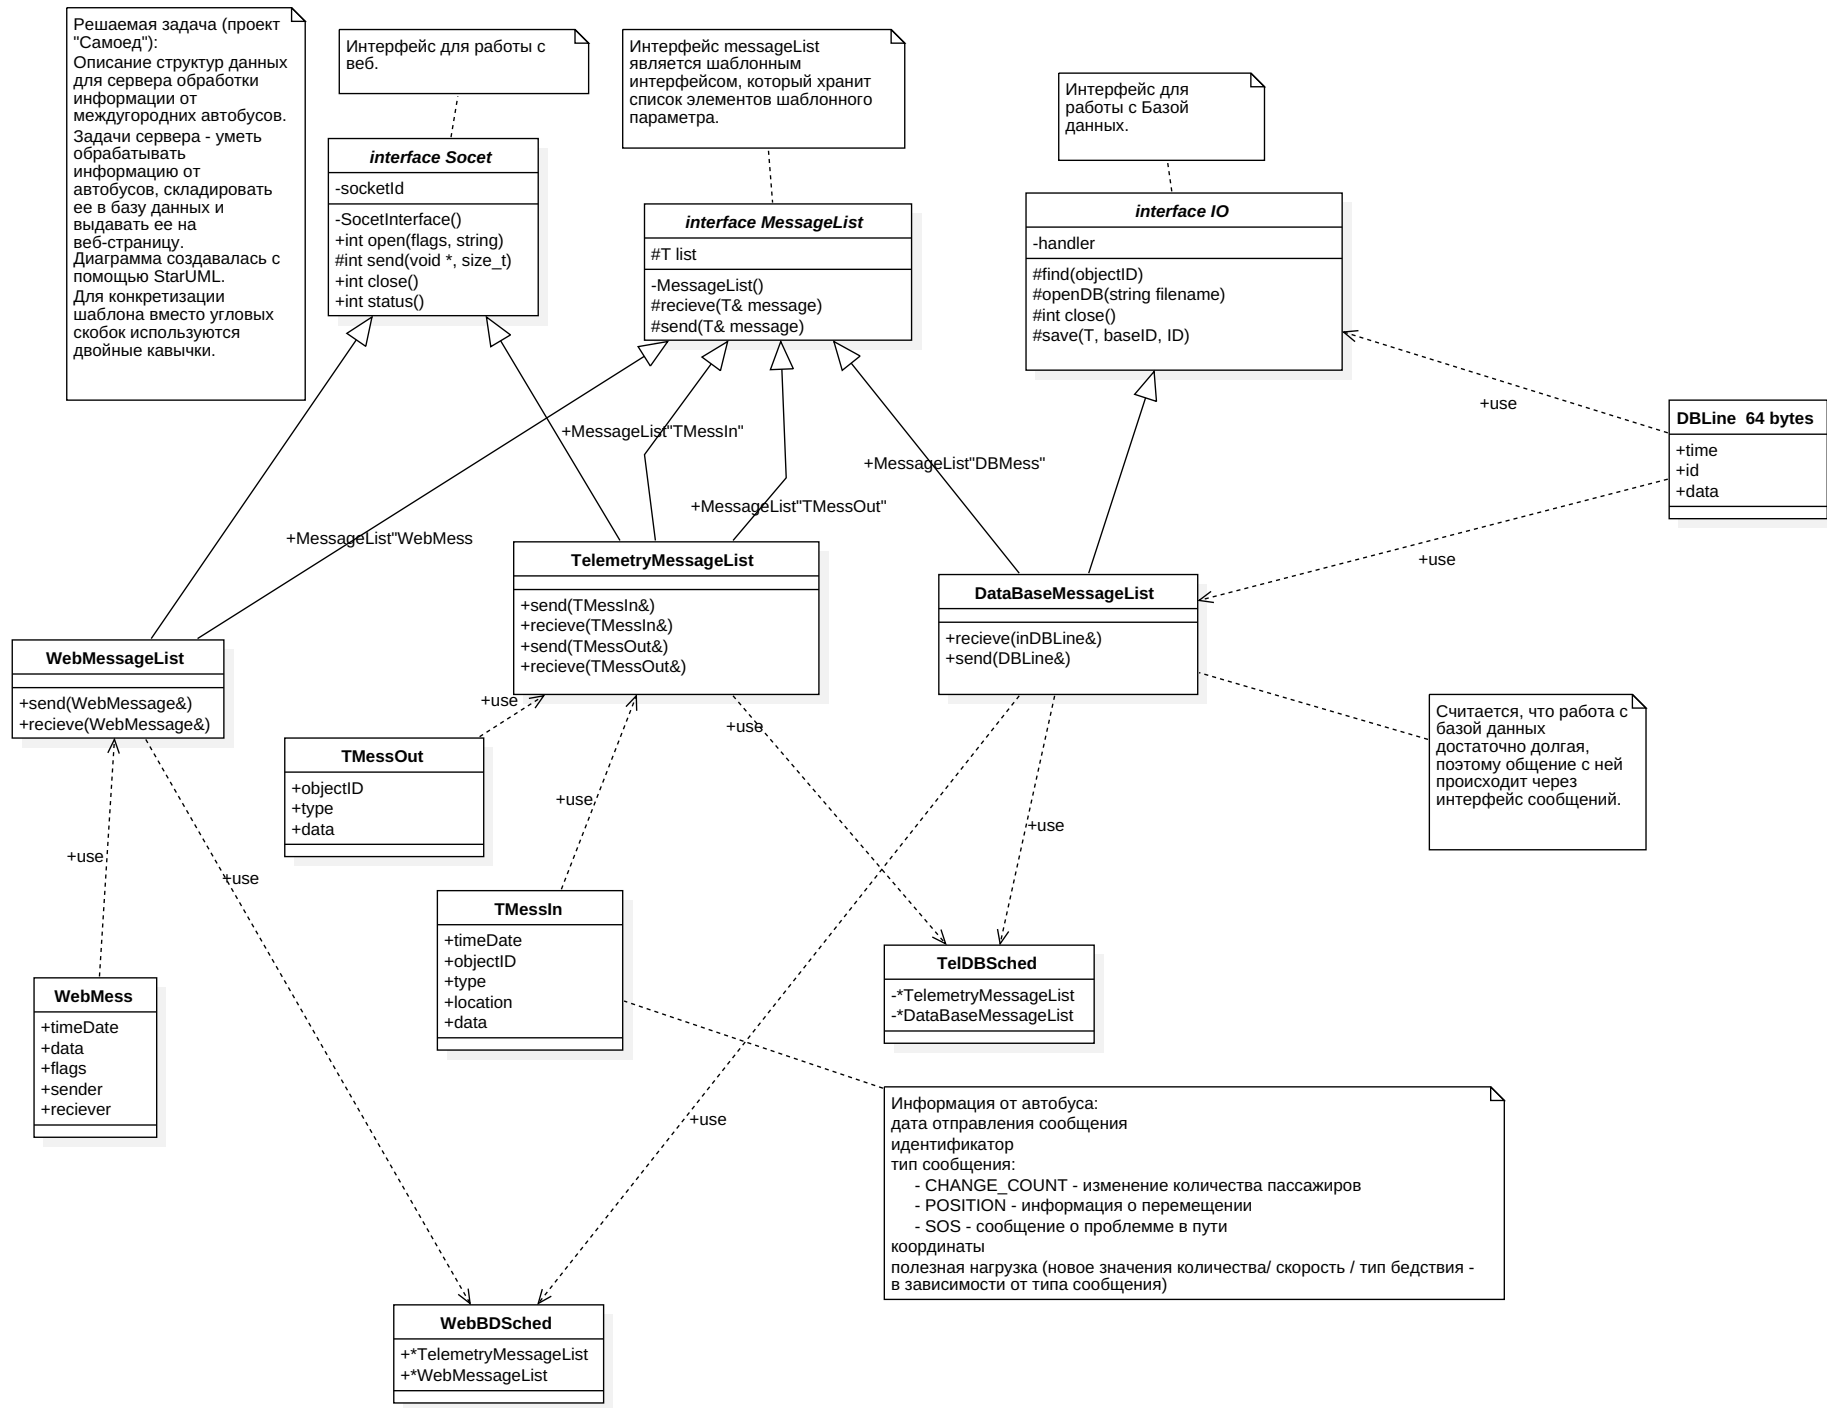 Решаемая задача (проект
"Самоед"):
Описание структур данных
для сервера обработки
информации от
междугородних автобусов.
Задачи сервера - уметь
обрабатывать
информацию от
автобусов, складировать
ее в базу данных и
выдавать ее на
веб-страницу.
Диаграмма создавалась с
помощью StarUML.
Для конкретизации
шаблона вместо угловых
скобок используются
двойные кавычки.
Интерфейс для работы с
веб.
Интерфейс messageList
является шаблонным
интерфейсом, который хранит
список элементов шаблонного
параметра.
Интерфейс для
работы с Базой
данных.
interface Socet
-socketId
-SocetInterface()
+int open(flags, string)
#int send(void *, size_t)
+int close()
+int status()
interface MessageList
#T list
-MessageList()
#recieve(T& message)
#send(T& message)
interface IO
-handler
#find(objectID)
#openDB(string filename)
#int close()
#save(T, baseID, ID)
+use
DBLine  64 bytes
+time
+id
+data
+use
+MessageList"TMessIn"
+MessageList"DBMess"
+MessageList"TMessOut"
+MessageList"WebMess
TelemetryMessageList
+send(TMessIn&)
+recieve(TMessIn&)
+send(TMessOut&)
+recieve(TMessOut&)
DataBaseMessageList
+recieve(inDBLine&)
+send(DBLine&)
WebMessageList
+send(WebMessage&)
+recieve(WebMessage&)
+use
+use
Считается, что работа с
базой данных
достаточно долгая,
поэтому общение с ней
происходит через
интерфейс сообщений.
TMessOut
+objectID
+type
+data
+use
+use
+use
+use
TMessIn
+timeDate
+objectID
+type
+location
+data
TelDBSched
-*TelemetryMessageList
-*DataBaseMessageList
WebMess
+timeDate
+data
+flags
+sender
+reciever
+use
Информация от автобуса:
дата отправления сообщения
идентификатор
тип сообщения:
- CHANGE_COUNT - изменение количества пассажиров
- POSITION - информация о перемещении
- SOS - сообщение о проблемме в пути
координаты
полезная нагрузка (новое значения количества/ скорость / тип бедствия -
в зависимости от типа сообщения)
WebBDSched
+*TelemetryMessageList
+*WebMessageList